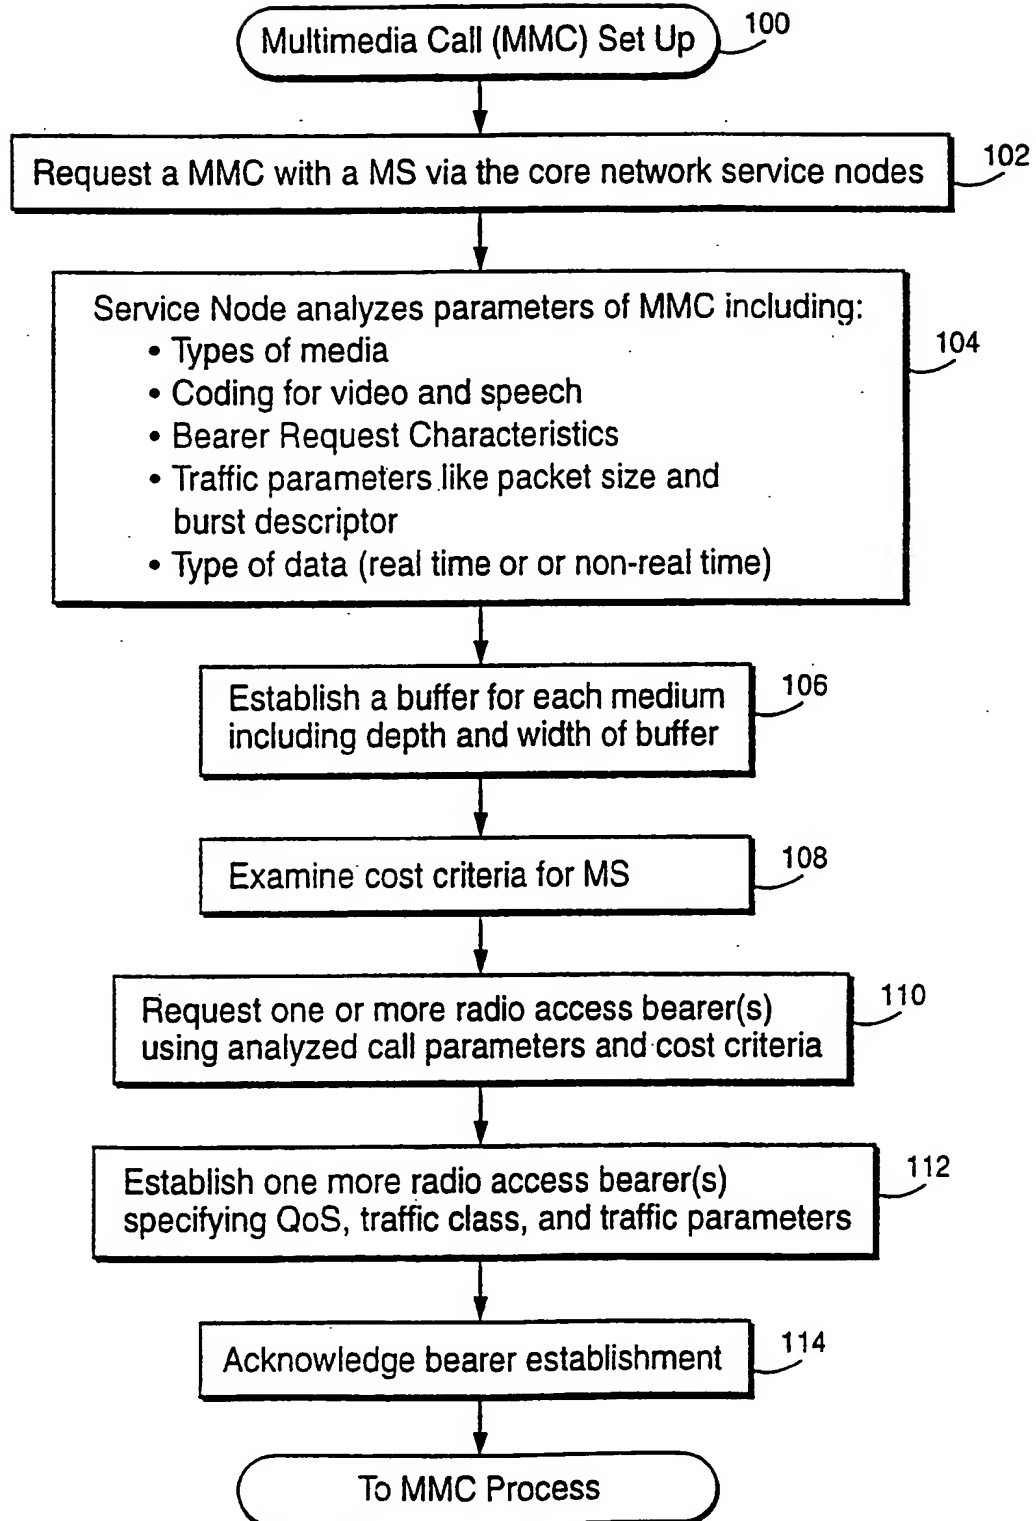 Multimedia Call (MMC) Set Up
100
Request a MMC with a MS via the core network service nodes
102
Service Node analyzes parameters of MMC including:
• Types of media
• Coding for video and speech
• Bearer Request Characteristics
• Traffic parameters like packet size and
burst descriptor
• Type of data (real time or or non-real time)
104
Establish a buffer for each medium
including depth and width of buffer
106
Examine cost criteria for MS
108
Request one or more radio access bearer(s)
using analyzed call parameters and cost criteria
110
Establish one more radio access bearer(s)
specifying QoS, traffic class, and traffic parameters
112
Acknowledge bearer establishment
114
To MMC Process